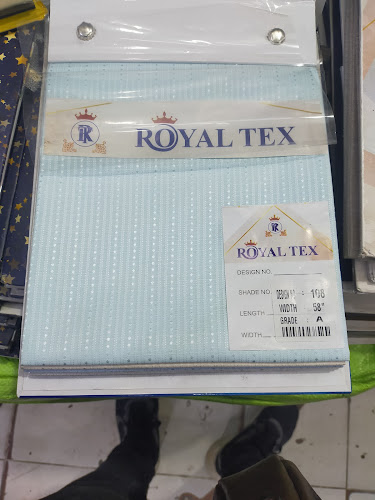 ROYAL TEX
ROYAL TEX
DESIGN NO.
SHADE NO. 108
WIDTH : 58"
LENGTH
GRADE : A
WIDTH